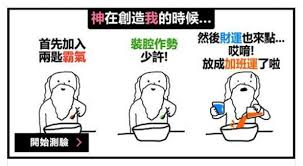 神在創造我的時候...
首先加入
兩匙霸氣
裝腔作勢
少許!
然後財運也來點...
哎唷!
放成加班運了啦
開始測驗